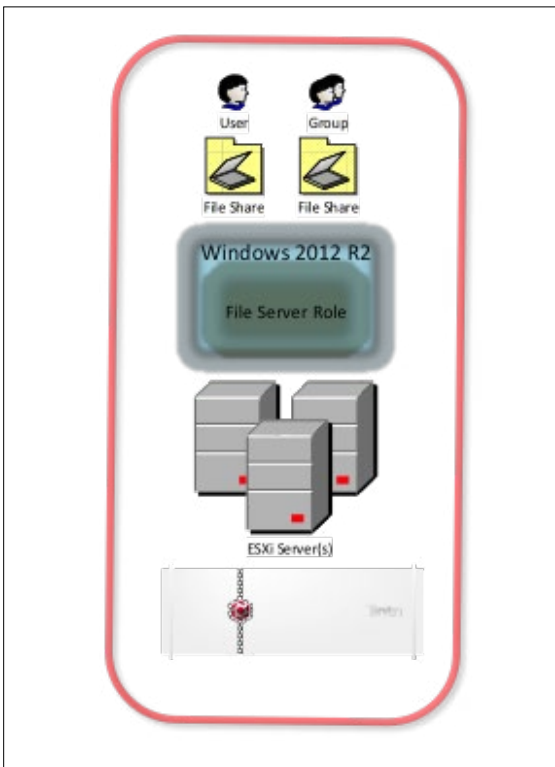 User Group
File Share File Share
Windows 2012 R2
File Server Role
ESXi Server(s)